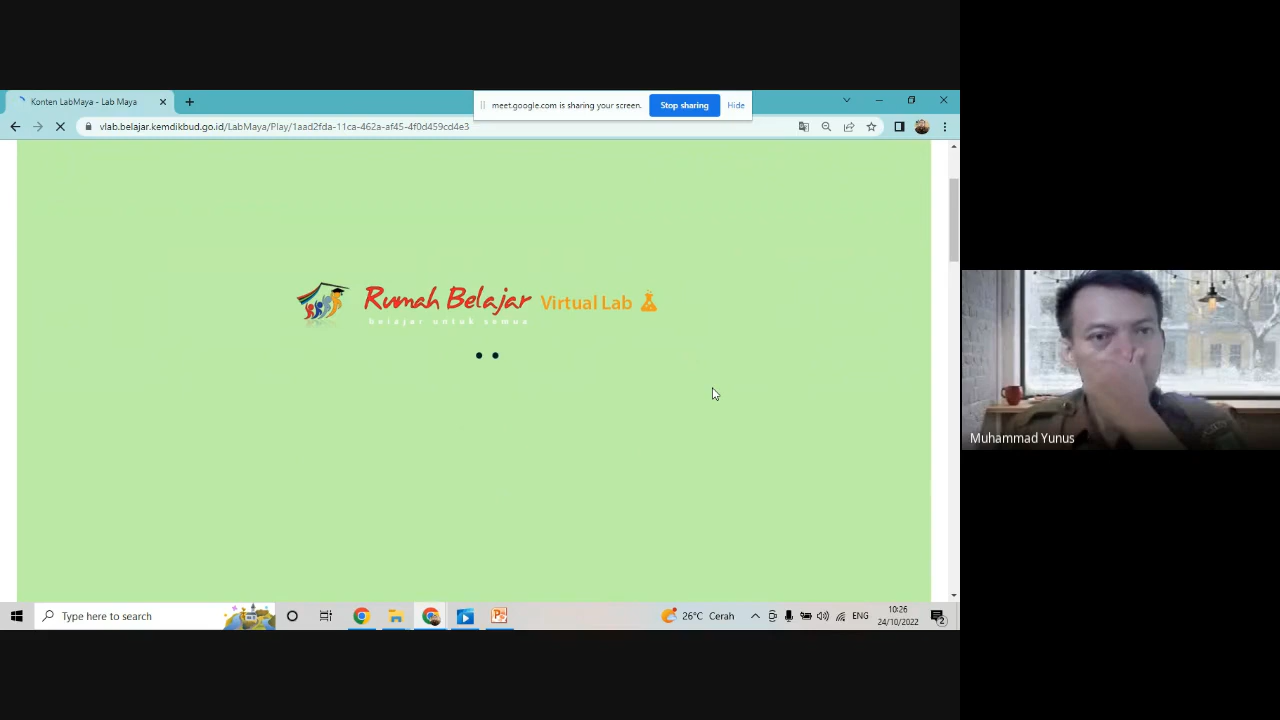 Konten LabMaya - Lab Maya
meet.google.com is sharing your screen.
Stop sharing
Hide
vlab.belajar.kemdikbud.go.id/LabMaya/Play/1aad2fda-11ca-462a-af45-4f0d459cd4e3
Rumah Belajar Virtual Lab
belajar untuk semua
Muhammad Yunus
Type here to search
26°C Cerah
ENG
10:26
24/10/2022
2